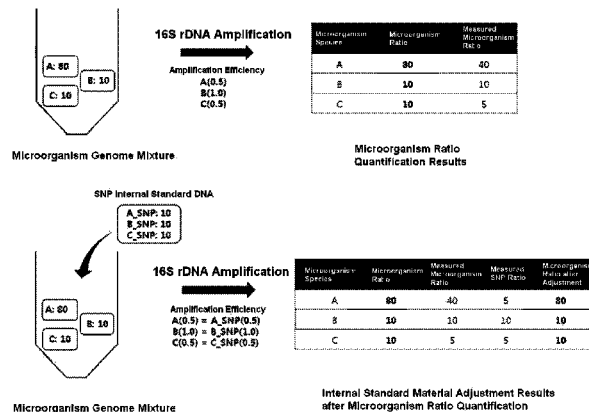 16S rDNA Amplification
A: 80
B: 10
C: 10
Amplification Efficiency
A(0.5)
B(1.0)
C(0.5)
Microorganism Species
Microorganism Ratio
Measured Microorganism Ratio
A 80 40
B 10 10
C 10 5
Microorganism Genome Mixture
Microorganism Ratio
Quantification Results
SNP Internal Standard DNA
A_SNP: 10
B_SNP: 10
C_SNP: 10
16S rDNA Amplification
A: 80
B: 10
C: 10
Amplification Efficiency
A(0.5) = A_SNP(0.5)
B(1.0) = B_SNP(1.0)
C(0.5) = C_SNP(0.5)
Microorganism Species
Microorganism Ratio
Measured Microorganism Ratio
Measured SNP Ratio
Microorganism Ratio after Adjustment
A 80 40 5 80
B 10 10 10 10
C 10 5 5 10
Microorganism Genome Mixture
Internal Standard Material Adjustment Results
after Microorganism Ratio Quantification